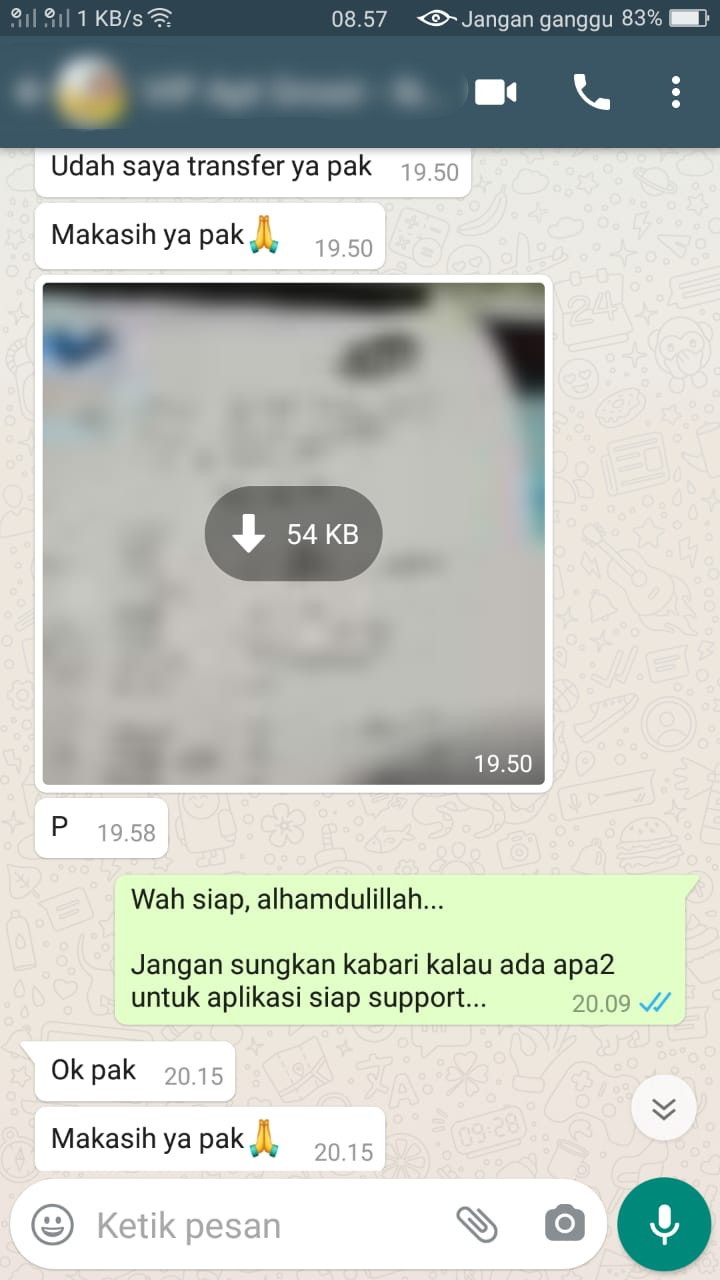 1 KB/s 08.57 Jangan ganggu 83%
Udah saya transfer ya pak 19.50
Makasih ya pak🙏 19.50
54 KB
19.50
P 19.58
Wah siap, alhamdulillah...
Jangan sungkan kabari kalau ada apa2
untuk aplikasi siap support... 20.09
Ok pak 20.15
Makasih ya pak🙏 20.15
Ketik pesan